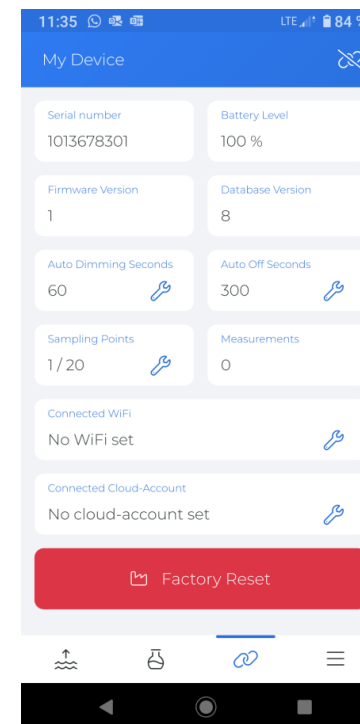 11:35 LTE 84 %
My Device
Serial number Battery Level
1013678301 100 %
Firmware Version Database Version
1 8
Auto Dimming Seconds Auto Off Seconds
60 300
Sampling Points Measurements
1 / 20 0
Connected WiFi
No WiFi set
Connected Cloud-Account
No cloud-account set
Factory Reset